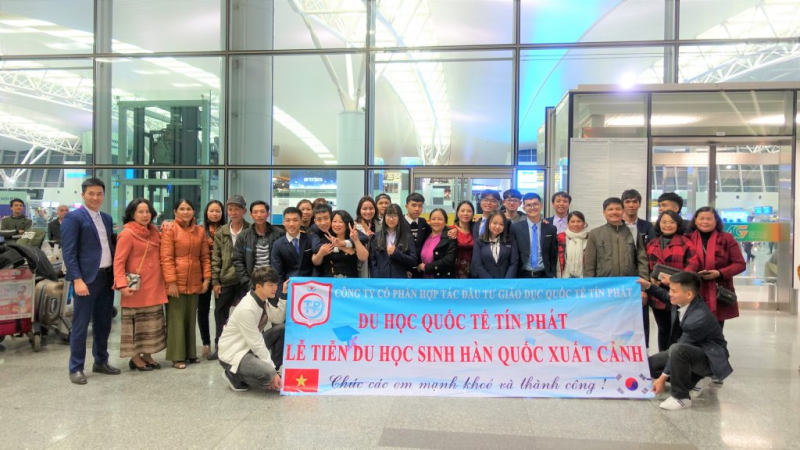 CÔNG TY CỔ PHẦN HỢP TÁC ĐẦU TƯ GIÁO DỤC QUỐC TẾ TÍN PHÁT
DU HỌC QUỐC TẾ TÍN PHÁT
LỄ TIỄN DU HỌC SINH HÀN QUỐC XUẤT CẢNH
Chúc các em mạnh khoẻ và thành công !